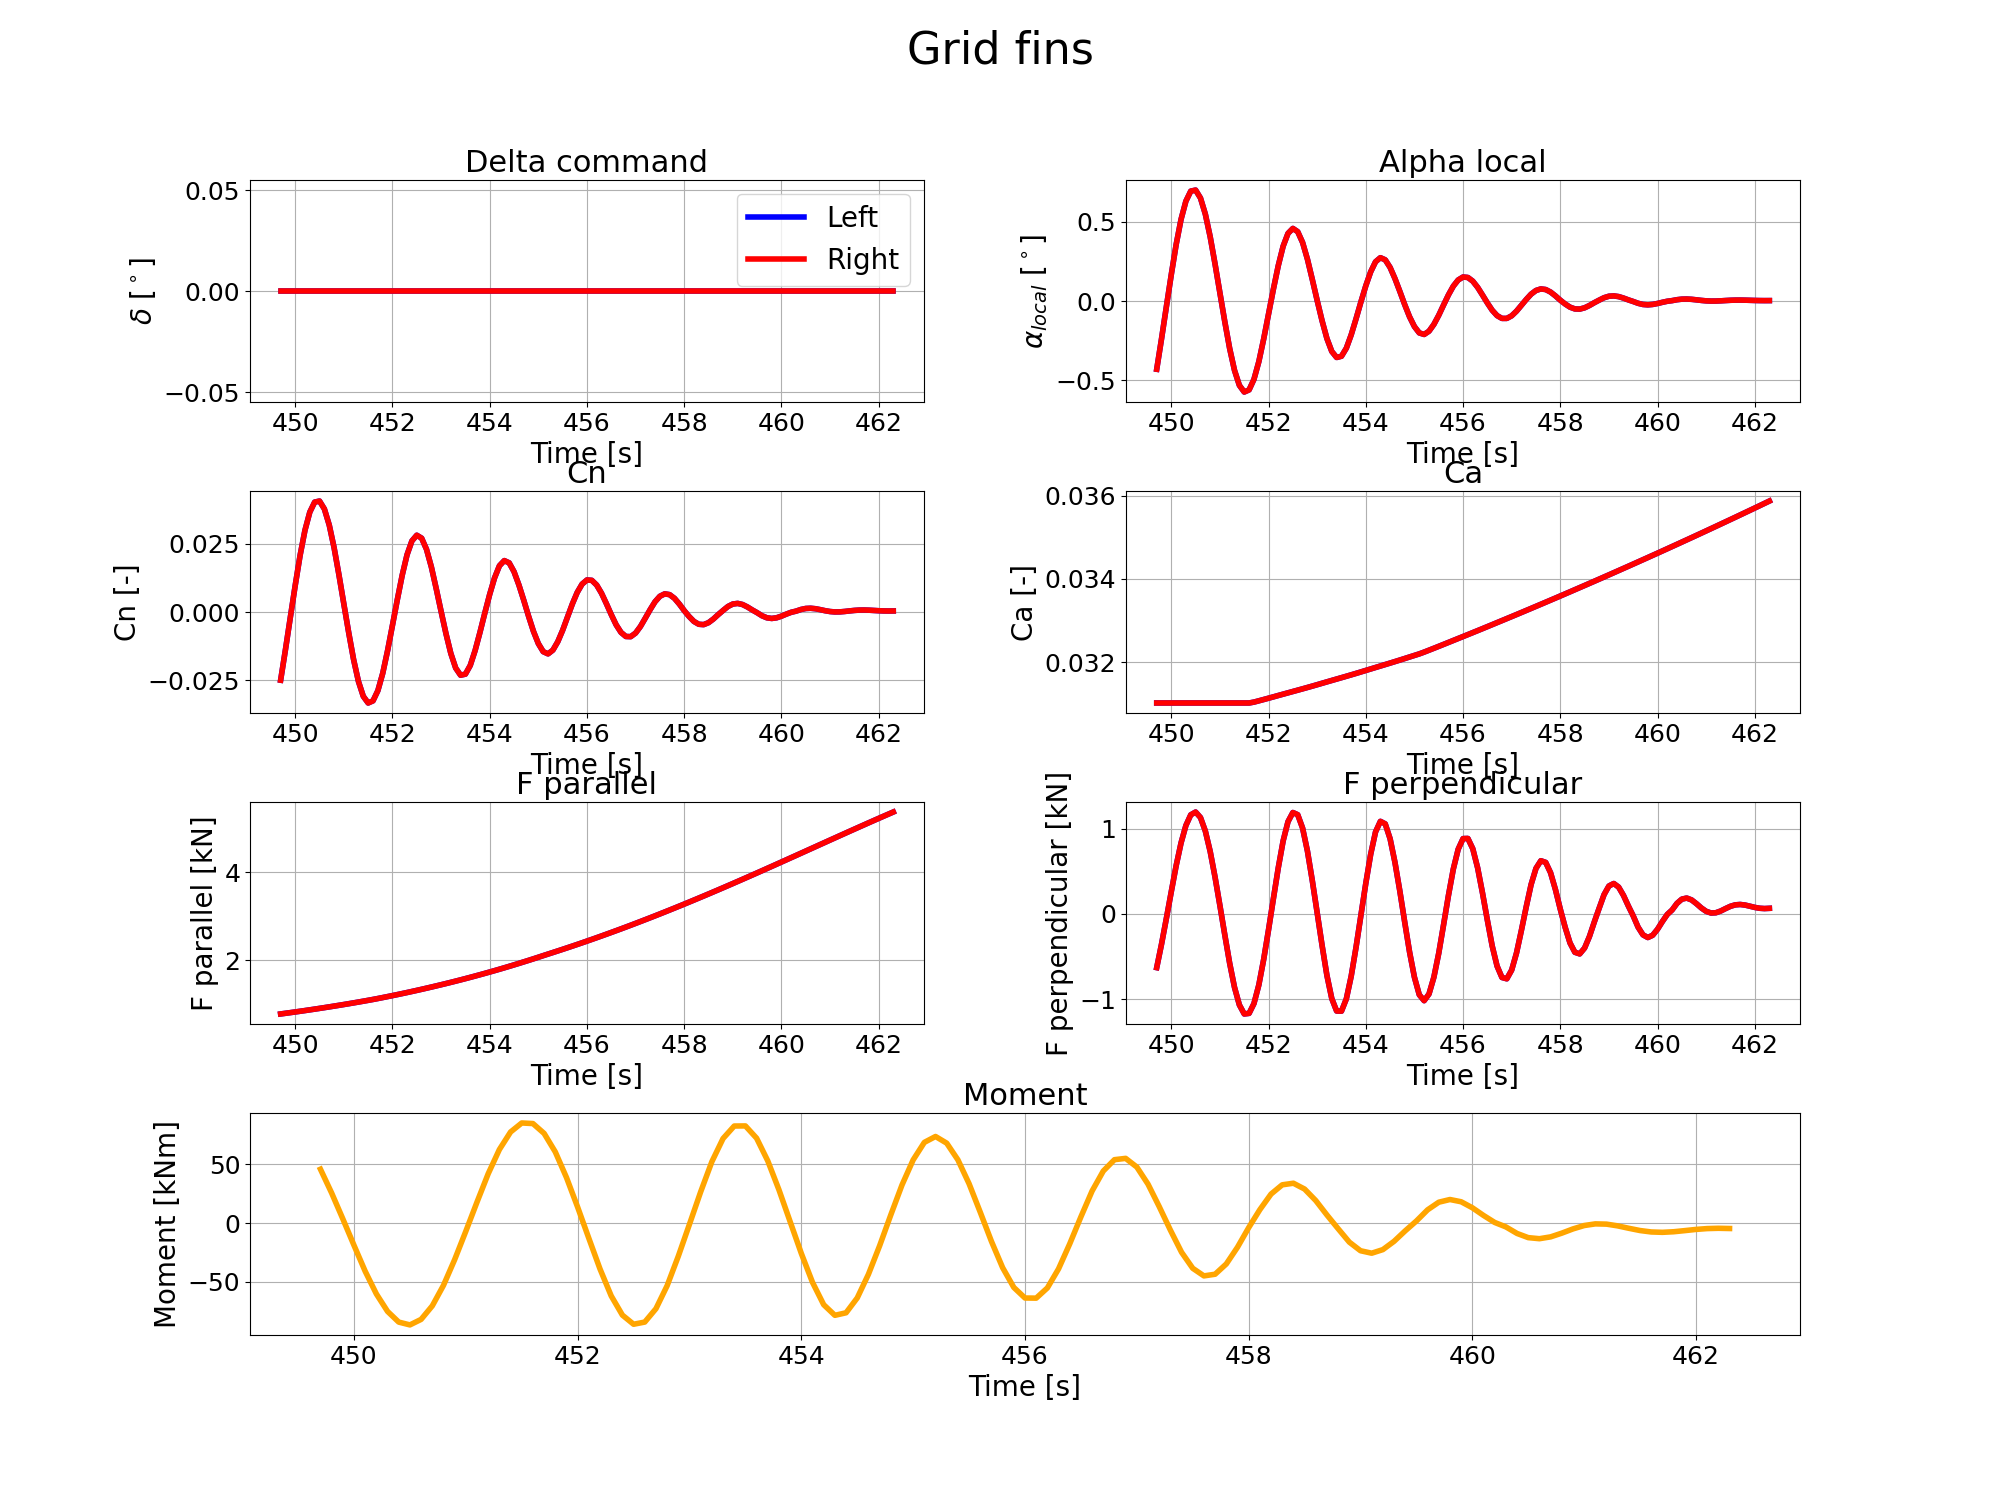 Grid fins
Delta command
δ [°]
0.05
0.00
−0.05
Left
Right
450 452 454 456 458 460 462
Time [s]
Alpha local
α_local [°]
0.5
0.0
−0.5
450 452 454 456 458 460 462
Time [s]
Cn
Cn [-]
0.025
0.000
−0.025
450 452 454 456 458 460 462
Time [s]
Ca
Ca [-]
0.036
0.034
0.032
450 452 454 456 458 460 462
Time [s]
F parallel
F parallel [kN]
4
2
450 452 454 456 458 460 462
Time [s]
F perpendicular
F perpendicular [kN]
1
0
−1
450 452 454 456 458 460 462
Time [s]
Moment
Moment [kNm]
50
0
−50
450 452 454 456 458 460 462
Time [s]